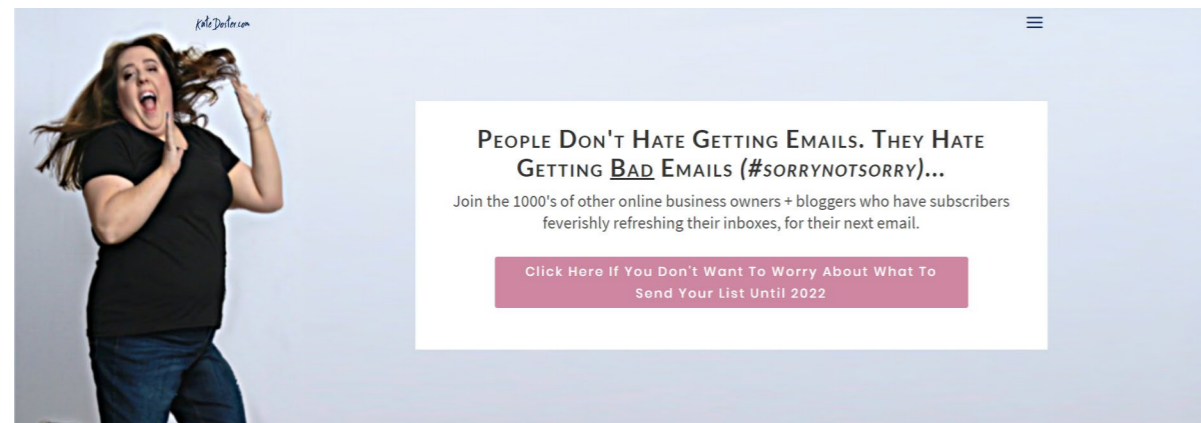 KateDoster.com
People Don't Hate Getting Emails. They Hate
Getting Bad Emails (#sorrynotsorry)...
Join the 1000's of other online business owners + bloggers who have subscribers
feverishly refreshing their inboxes, for their next email.
Click Here If You Don't Want To Worry About What To
Send Your List Until 2022